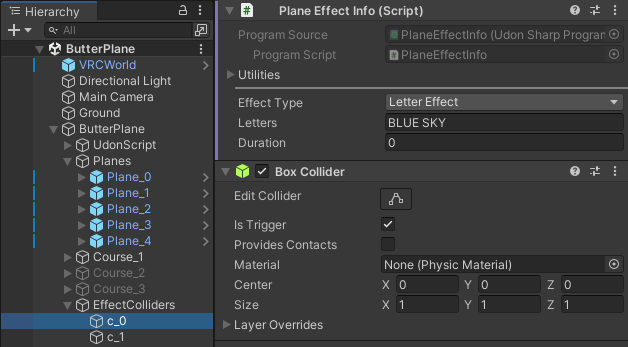 Hierarchy
All
ButterPlane
VRCWorld
Directional Light
Main Camera
Ground
ButterPlane
UdonScript
Planes
Plane_0
Plane_1
Plane_2
Plane_3
Plane_4
Course_1
Course_2
Course_3
EffectColliders
c_0
c_1
Plane Effect Info (Script)
Program Source PlaneEffectInfo (Udon Sharp Progran
Program Script PlaneEffectInfo
Utilities
Effect Type Letter Effect
Letters BLUE SKY
Duration 0
Box Collider
Edit Collider
Is Trigger
Provides Contacts
Material None (Physic Material)
Center X 0 Y 0 Z 0
Size X 1 Y 1 Z 1
Layer Overrides